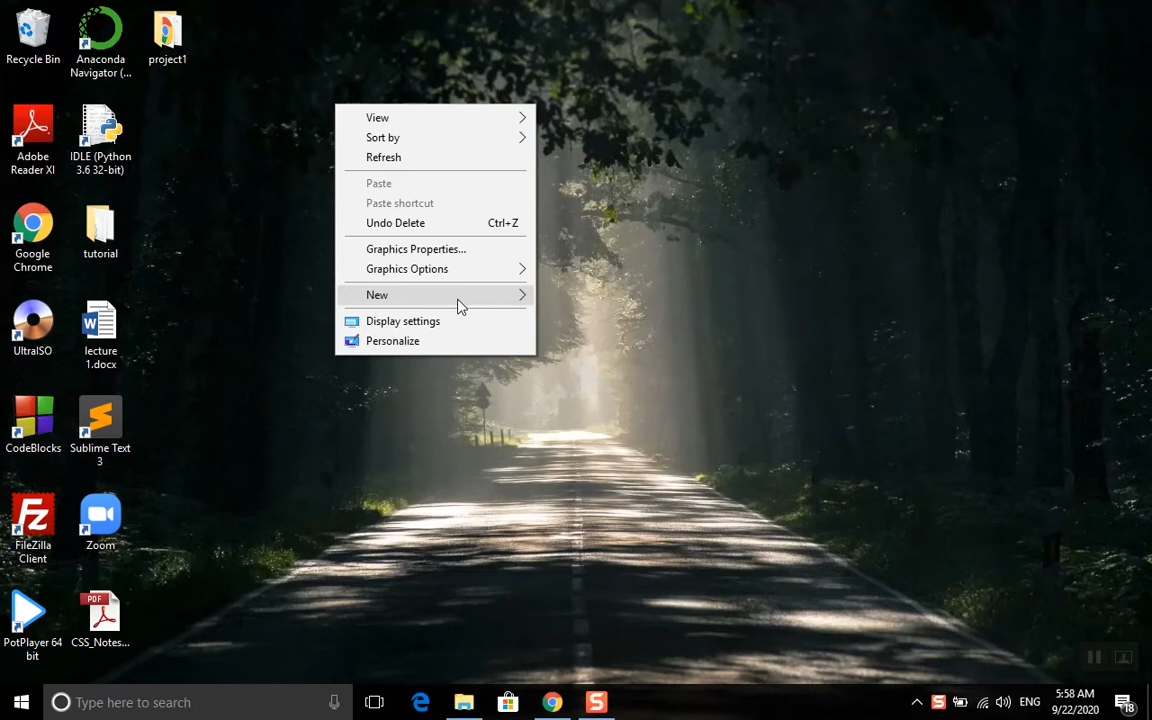 Recycle Bin
Anaconda
Navigator (...
project1
Adobe
Reader XI
IDLE (Python
3.6 32-bit)
Google
Chrome
tutorial
UltraISO
lecture
1.docx
CodeBlocks
Sublime Text
3
FileZilla
Client
Zoom
PotPlayer 64
bit
PDF
CSS_Notes...
View
Sort by
Refresh
Paste
Paste shortcut
Undo Delete Ctrl+Z
Graphics Properties...
Graphics Options
New
Display settings
Personalize
Type here to search
ENG
5:58 AM
9/22/2020
18